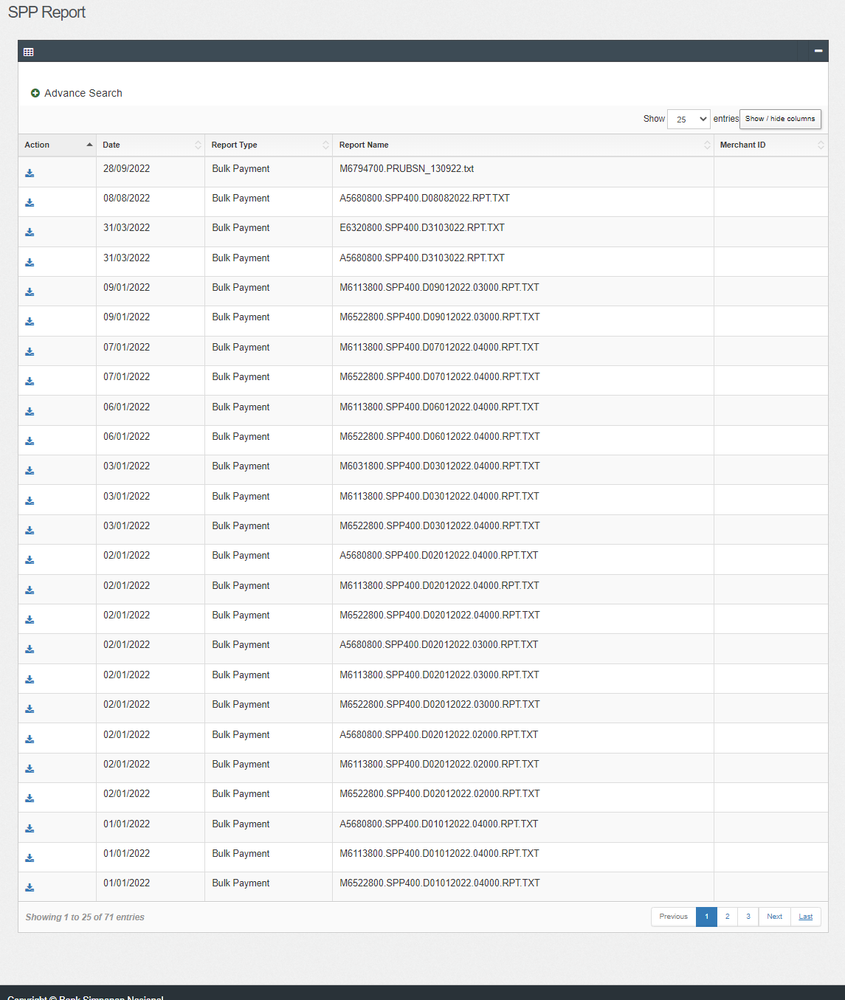 SPP Report
Advance Search
Show 25 entries Show / hide columns
Action Date Report Type Report Name Merchant ID
28/09/2022 Bulk Payment M6794700.PRUBSN_130922.txt
08/08/2022 Bulk Payment A5680800.SPP400.D08082022.RPT.TXT
31/03/2022 Bulk Payment E6320800.SPP400.D3103022.RPT.TXT
31/03/2022 Bulk Payment A5680800.SPP400.D3103022.RPT.TXT
09/01/2022 Bulk Payment M6113800.SPP400.D09012022.03000.RPT.TXT
09/01/2022 Bulk Payment M6522800.SPP400.D09012022.03000.RPT.TXT
07/01/2022 Bulk Payment M6113800.SPP400.D07012022.04000.RPT.TXT
07/01/2022 Bulk Payment M6522800.SPP400.D07012022.04000.RPT.TXT
06/01/2022 Bulk Payment M6113800.SPP400.D06012022.04000.RPT.TXT
06/01/2022 Bulk Payment M6522800.SPP400.D06012022.04000.RPT.TXT
03/01/2022 Bulk Payment M6031800.SPP400.D03012022.04000.RPT.TXT
03/01/2022 Bulk Payment M6113800.SPP400.D03012022.04000.RPT.TXT
03/01/2022 Bulk Payment M6522800.SPP400.D03012022.04000.RPT.TXT
02/01/2022 Bulk Payment A5680800.SPP400.D02012022.04000.RPT.TXT
02/01/2022 Bulk Payment M6113800.SPP400.D02012022.04000.RPT.TXT
02/01/2022 Bulk Payment M6522800.SPP400.D02012022.04000.RPT.TXT
02/01/2022 Bulk Payment A5680800.SPP400.D02012022.03000.RPT.TXT
02/01/2022 Bulk Payment M6113800.SPP400.D02012022.03000.RPT.TXT
02/01/2022 Bulk Payment M6522800.SPP400.D02012022.03000.RPT.TXT
02/01/2022 Bulk Payment A5680800.SPP400.D02012022.02000.RPT.TXT
02/01/2022 Bulk Payment M6113800.SPP400.D02012022.02000.RPT.TXT
02/01/2022 Bulk Payment M6522800.SPP400.D02012022.02000.RPT.TXT
01/01/2022 Bulk Payment A5680800.SPP400.D01012022.04000.RPT.TXT
01/01/2022 Bulk Payment M6113800.SPP400.D01012022.04000.RPT.TXT
01/01/2022 Bulk Payment M6522800.SPP400.D01012022.04000.RPT.TXT
Showing 1 to 25 of 71 entries Previous 1 2 3 Next Last
Copyright © Bank Simpanan Nasional